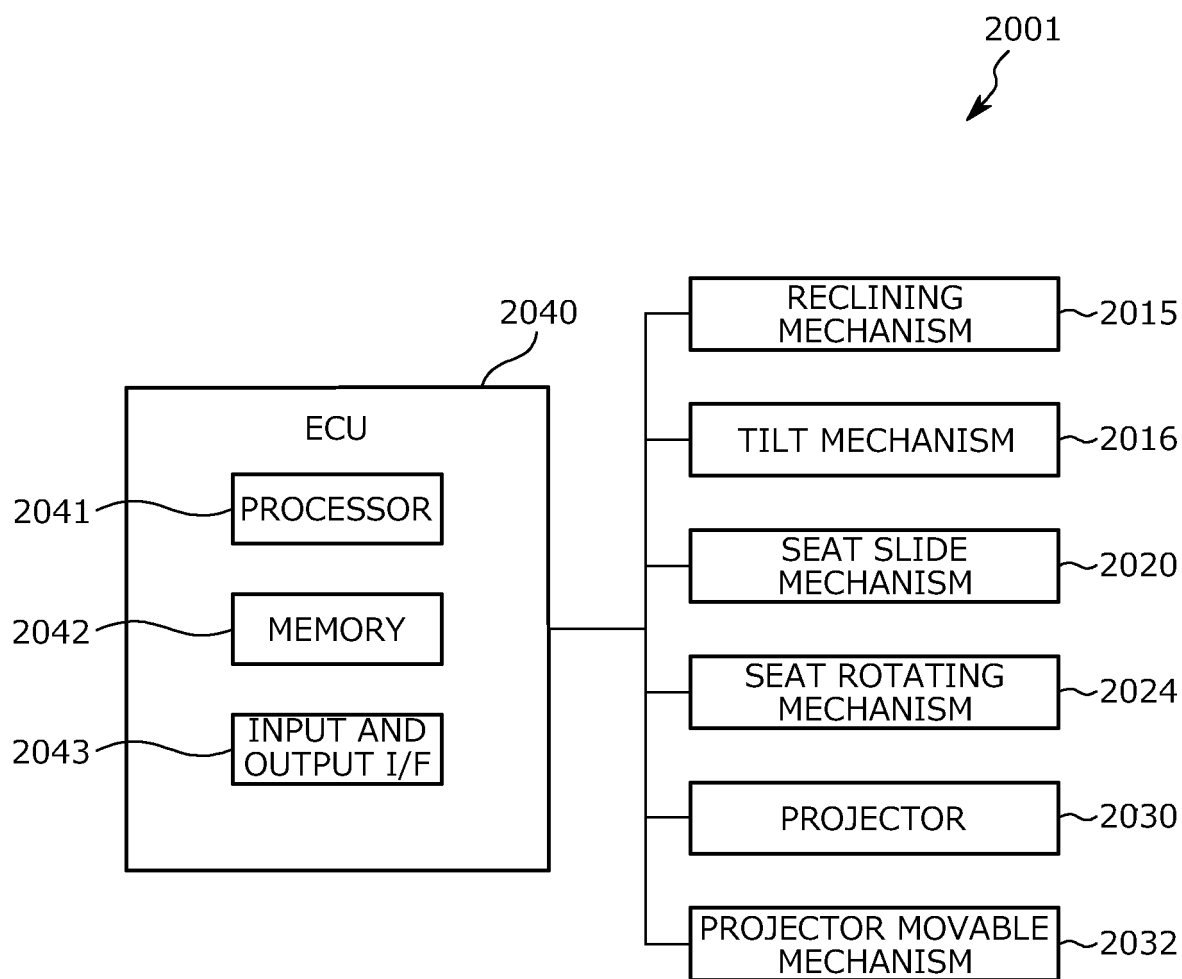 2001
2040
ECU
2041
PROCESSOR
2042
MEMORY
2043
INPUT AND
OUTPUT I/F
RECLINING
MECHANISM
2015
TILT MECHANISM
2016
SEAT SLIDE
MECHANISM
2020
SEAT ROTATING
MECHANISM
2024
PROJECTOR
2030
PROJECTOR MOVABLE
MECHANISM
2032